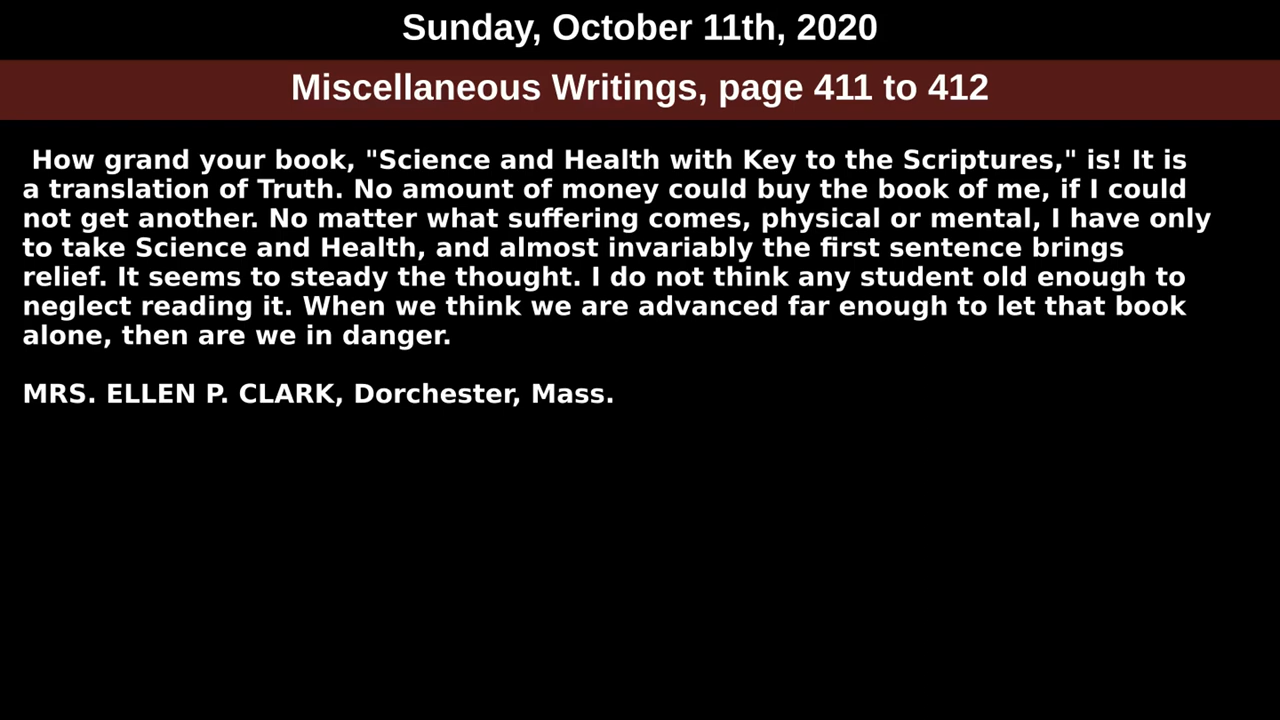 Sunday, October 11th, 2020
Miscellaneous Writings, page 411 to 412
How grand your book, "Science and Health with Key to the Scriptures," is! It is
a translation of Truth. No amount of money could buy the book of me, if I could
not get another. No matter what suffering comes, physical or mental, I have only
to take Science and Health, and almost invariably the first sentence brings
relief. It seems to steady the thought. I do not think any student old enough to
neglect reading it. When we think we are advanced far enough to let that book
alone, then are we in danger.
MRS. ELLEN P. CLARK, Dorchester, Mass.